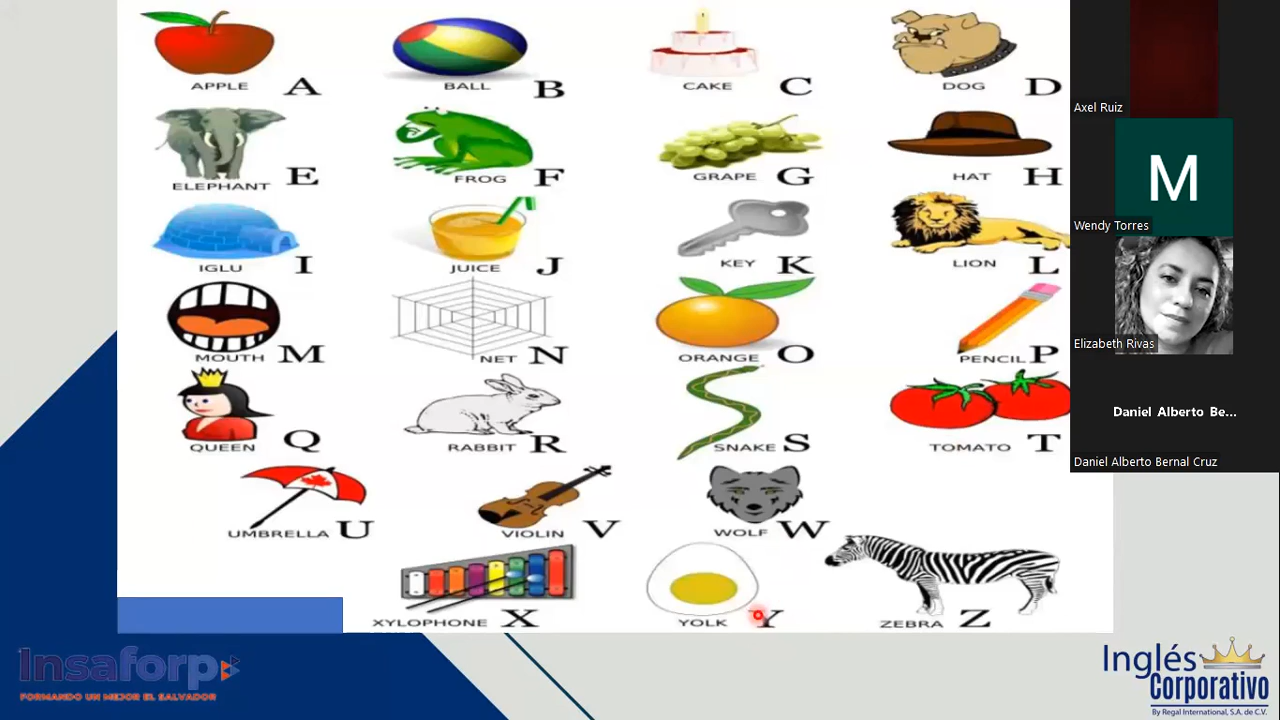 APPLE A
BALL B
CAKE C
DOG D
ELEPHANT E
FROG F
GRAPE G
HAT H
IGLU I
JUICE J
KEY K
LION L
MOUTH M
NET N
ORANGE O
PENCIL P
QUEEN Q
RABBIT R
SNAKE S
TOMATO T
UMBRELLA U
VIOLIN V
WOLF W
XYLOPHONE X
YOLK Y
ZEBRA Z
Axel Ruiz
M
Wendy Torres
Elizabeth Rivas
Daniel Alberto Be...
Daniel Alberto Bernal Cruz
Insaforp
FORMANDO UN MEJOR EL SALVADOR
Inglés
Corporativo
By Regal International, S.A. de C.V.